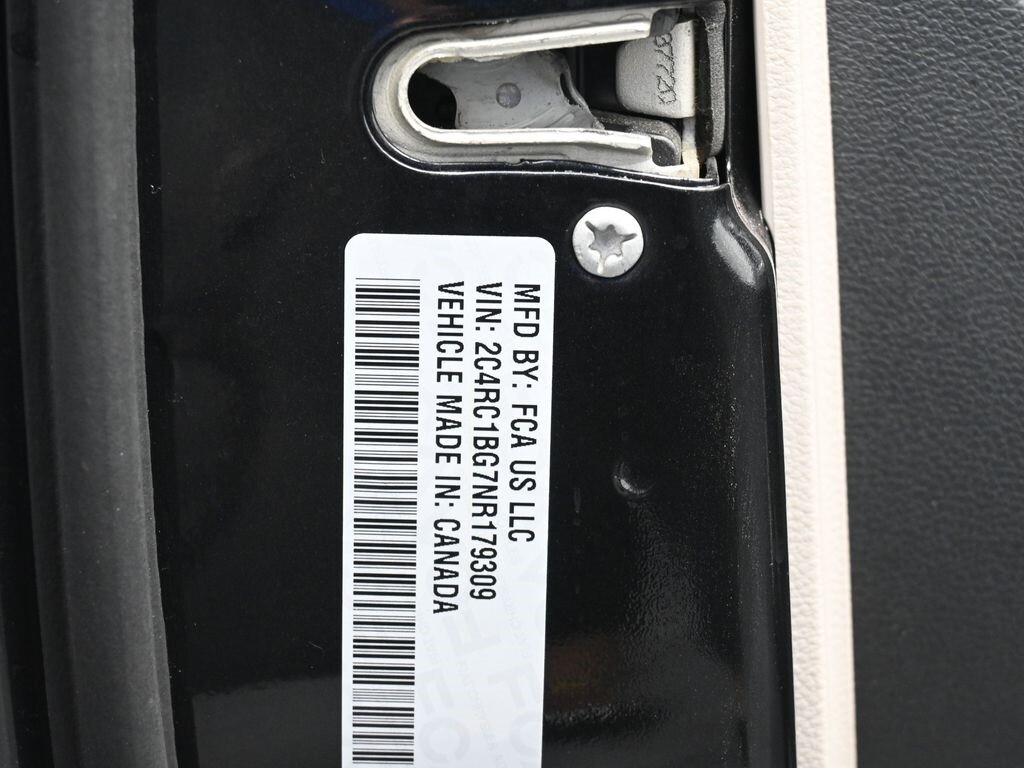 MFD BY: FCA US LLC
VIN: 2C4RC1BG7NR179309
VEHICLE MADE IN: CANADA